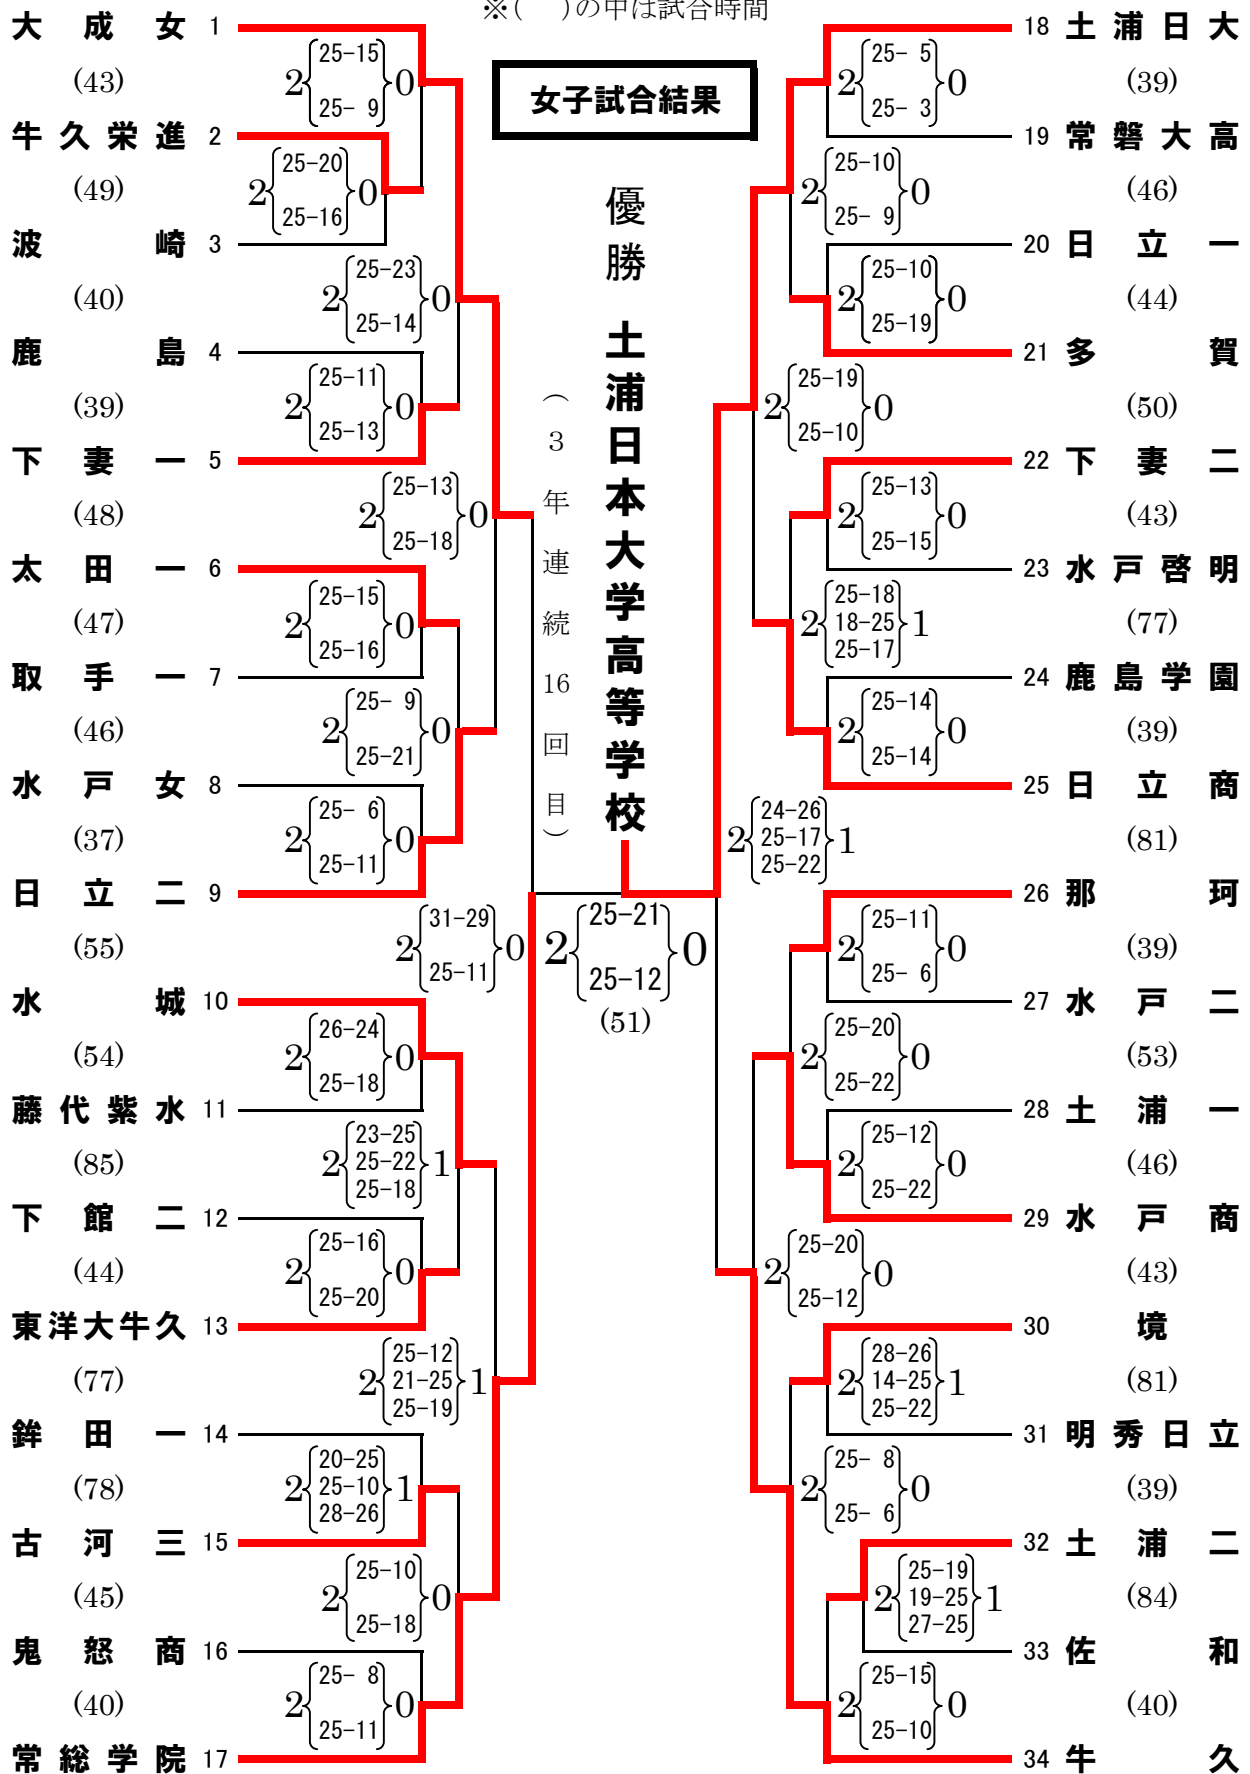 ※( )の中は試合時間
女子試合結果
優勝 土浦日本大学高等学校
(3年連続16回目)
大成女 1
(43)
2 25-15 25- 9 0
牛久栄進 2
(49)
2 25-20 25-16 0
波崎 3
(40)
2 25-23 25-14 0
鹿島 4
(39)
2 25-11 25-13 0
下妻一 5
(48)
2 25-13 25-18 0
太田一 6
(47)
2 25-15 25-16 0
取手一 7
(46)
2 25- 9 25-21 0
水戸女 8
(37)
2 25- 6 25-11 0
日立二 9
(55)
2 31-29 25-11 0
水城 10
(54)
2 26-24 25-18 0
藤代紫水 11
(85)
2 23-25 25-22 25-18 1
下館二 12
(44)
2 25-16 25-20 0
東洋大牛久 13
(77)
2 25-12 21-25 25-19 1
鉾田一 14
(78)
2 20-25 25-10 28-26 1
古河三 15
(45)
2 25-10 25-18 0
鬼怒商 16
(40)
2 25- 8 25-11 0
常総学院 17
2 25-21 25-12 0
(51)
18 土浦日大
2 25- 5 25- 3 0
(39)
19 常磐大高
2 25-10 25- 9 0
(46)
20 日立一
2 25-10 25-19 0
(44)
21 多賀
2 25-19 25-10 0
(50)
22 下妻二
2 25-13 25-15 0
(43)
23 水戸啓明
2 25-18 18-25 25-17 1
(77)
24 鹿島学園
2 25-14 25-14 0
(39)
25 日立商
2 24-26 25-17 25-22 1
(81)
26 那珂
2 25-11 25- 6 0
(39)
27 水戸二
2 25-20 25-22 0
(53)
28 土浦一
2 25-12 25-22 0
(46)
29 水戸商
2 25-20 25-12 0
(43)
30 境
2 28-26 14-25 25-22 1
(81)
31 明秀日立
2 25- 8 25- 6 0
(39)
32 土浦二
2 25-19 19-25 27-25 1
(84)
33 佐和
2 25-15 25-10 0
(40)
34 牛久